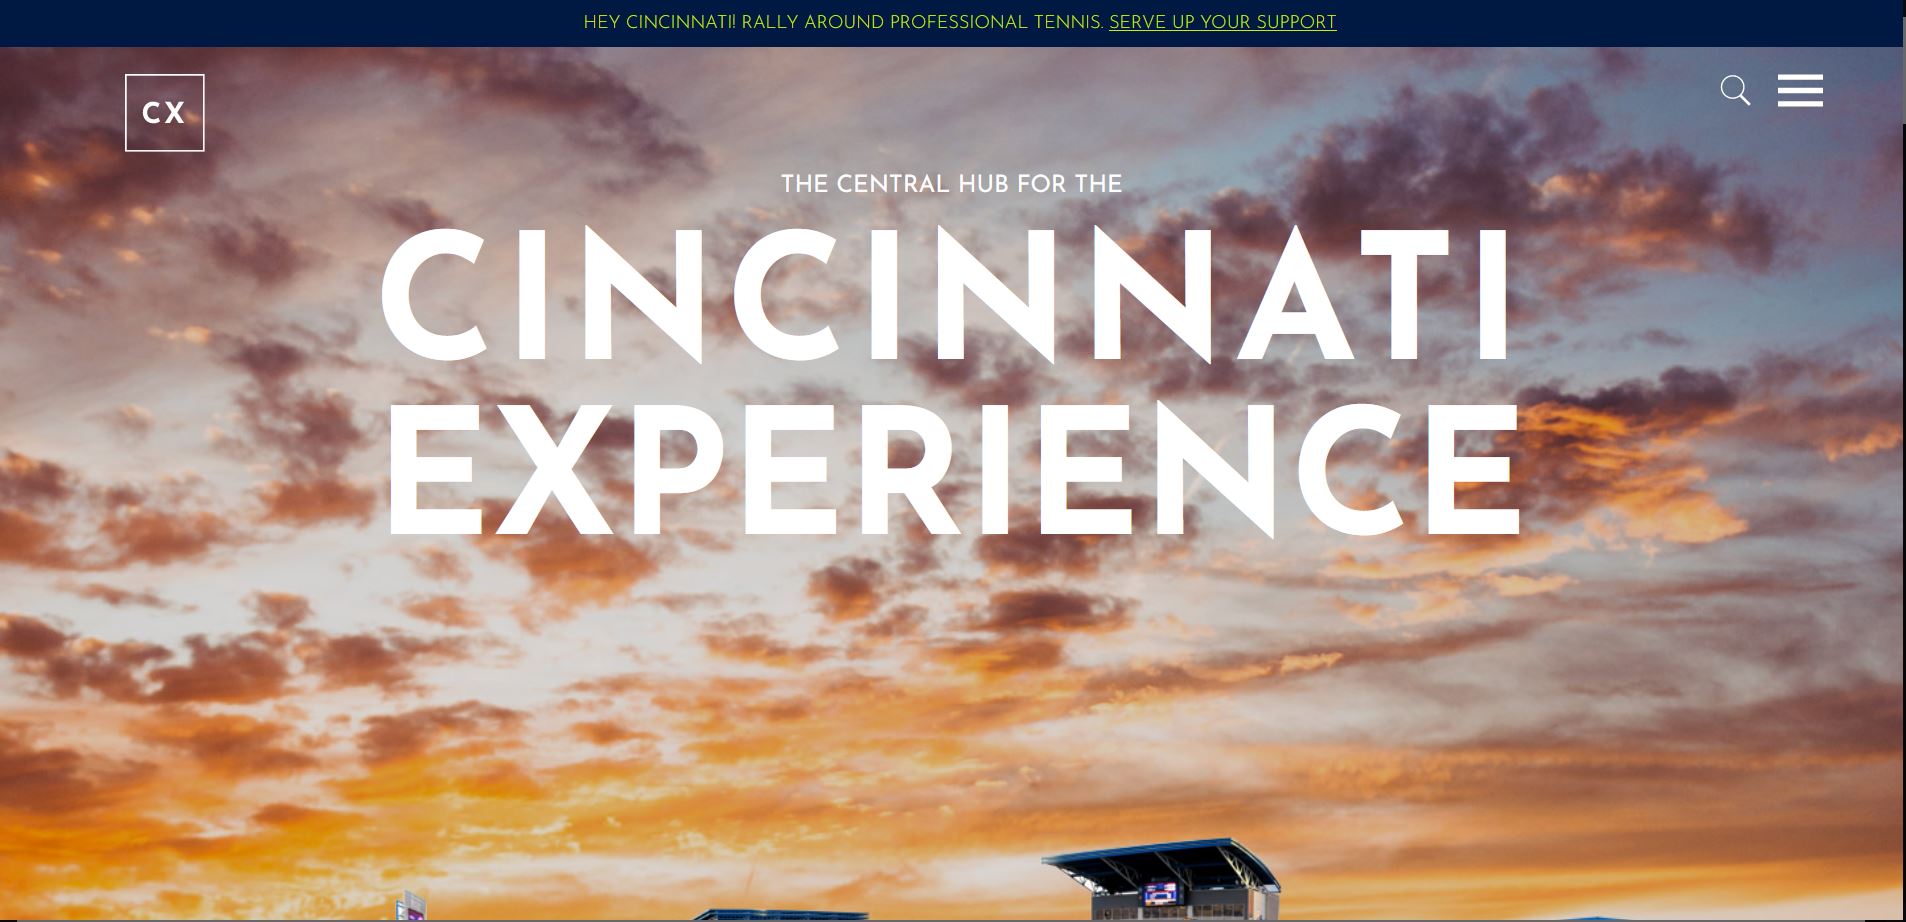 HEY CINCINNATI! RALLY AROUND PROFESSIONAL TENNIS. SERVE UP YOUR SUPPORT
CX
THE CENTRAL HUB FOR THE
CINCINNATI
EXPERIENCE